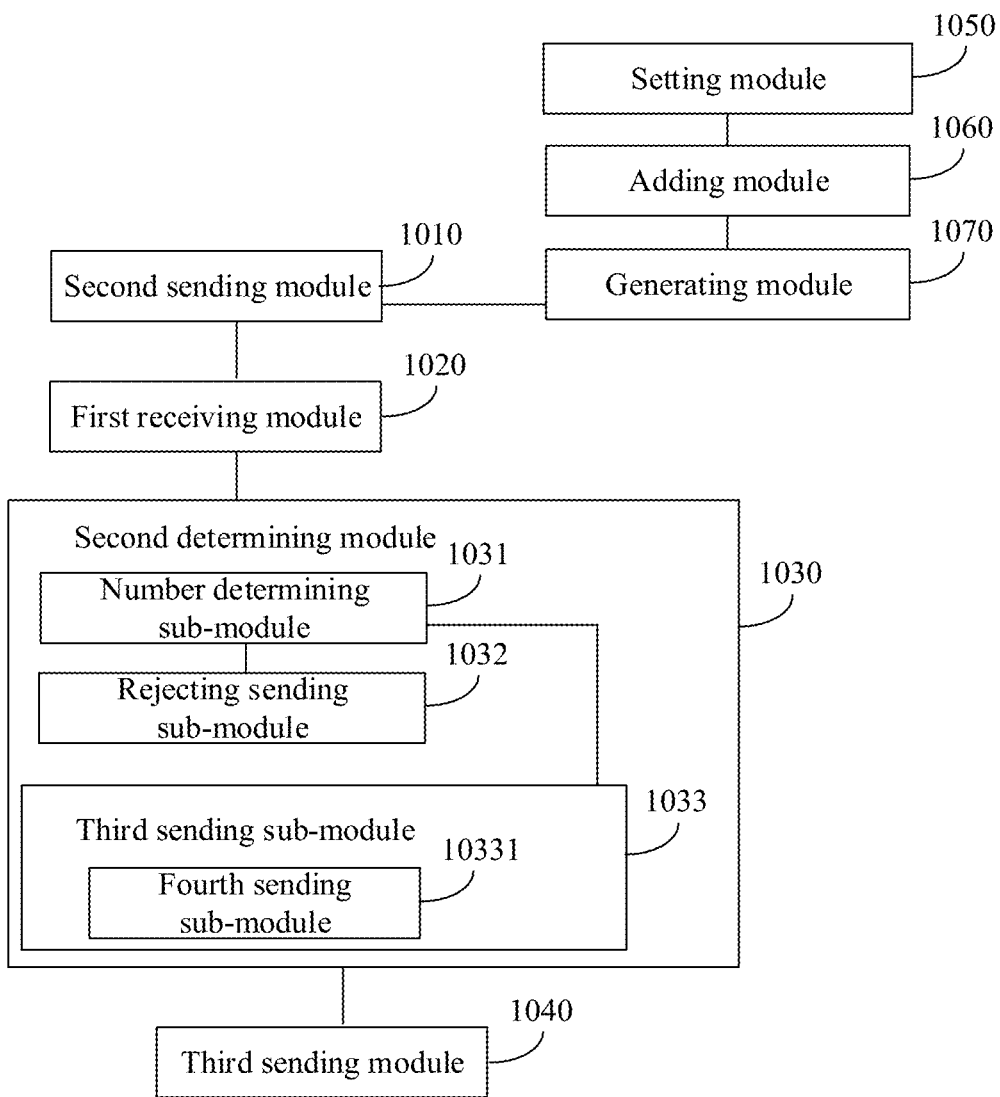 1050
Setting module
1060
Adding module
1070
Generating module
1010
Second sending module
1020
First receiving module
Second determining module
1030
1031
Number determining
sub-module
1032
Rejecting sending
sub-module
1033
Third sending sub-module
10331
Fourth sending
sub-module
1040
Third sending module